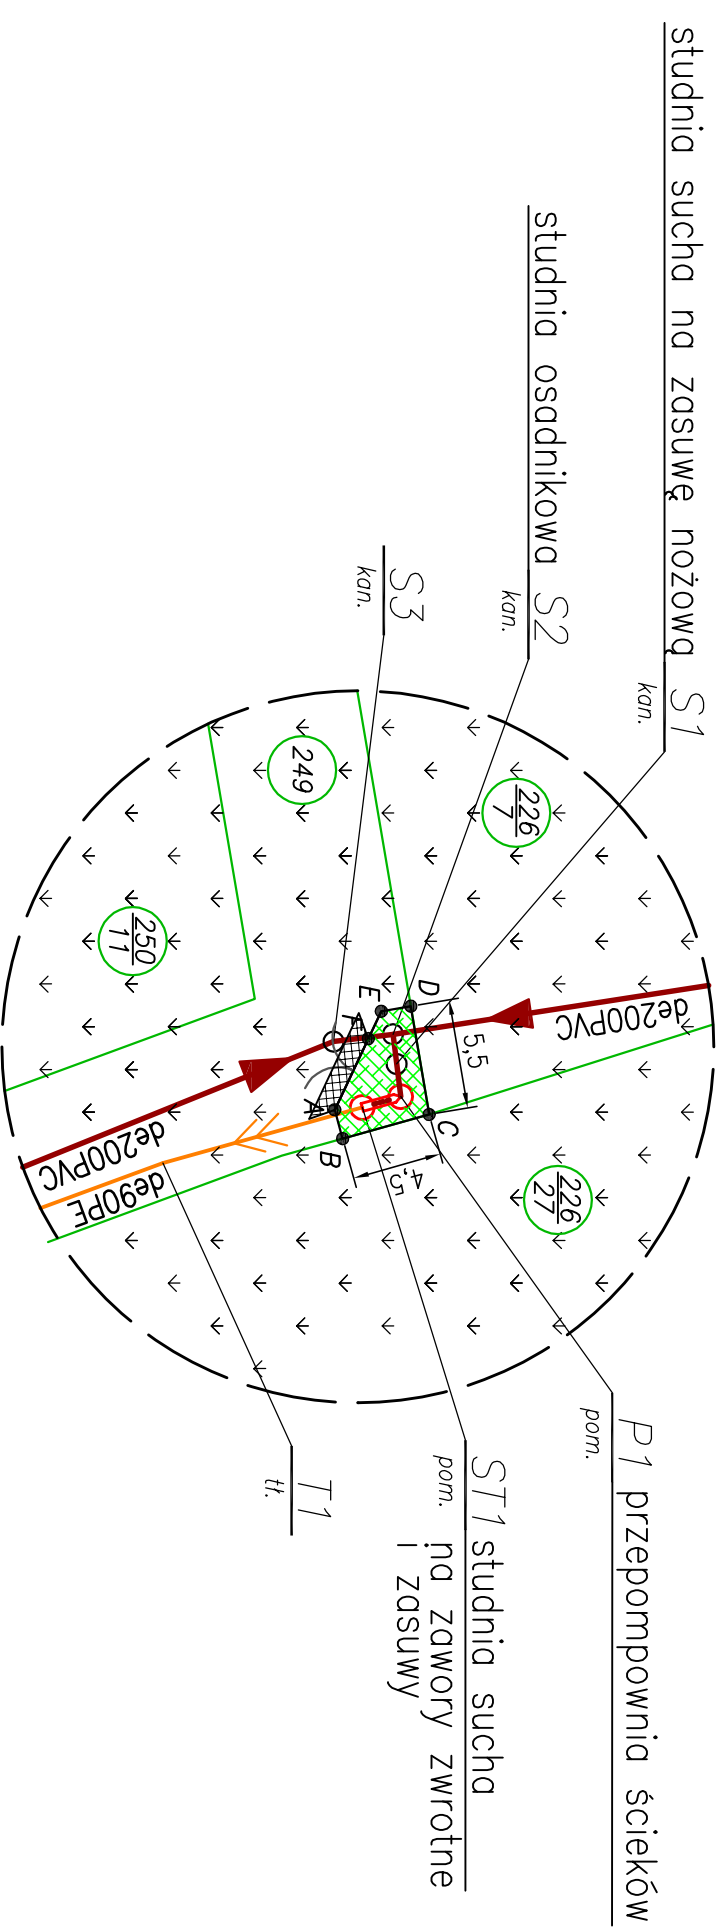 studnia sucha na zasuwę nożową S1
kan.
studnia osadnikowa S2
kan.
S3
kan.
226
7
249
250
11
226
27
de200PVC
D
E
F
A
B
C
5,5
4,5
de200PVC
de90PE
P1 przepompownia ścieków
pom.
ST1 studnia sucha
pom.
na zawory zwrotne
i zasuwy
T1
tł.